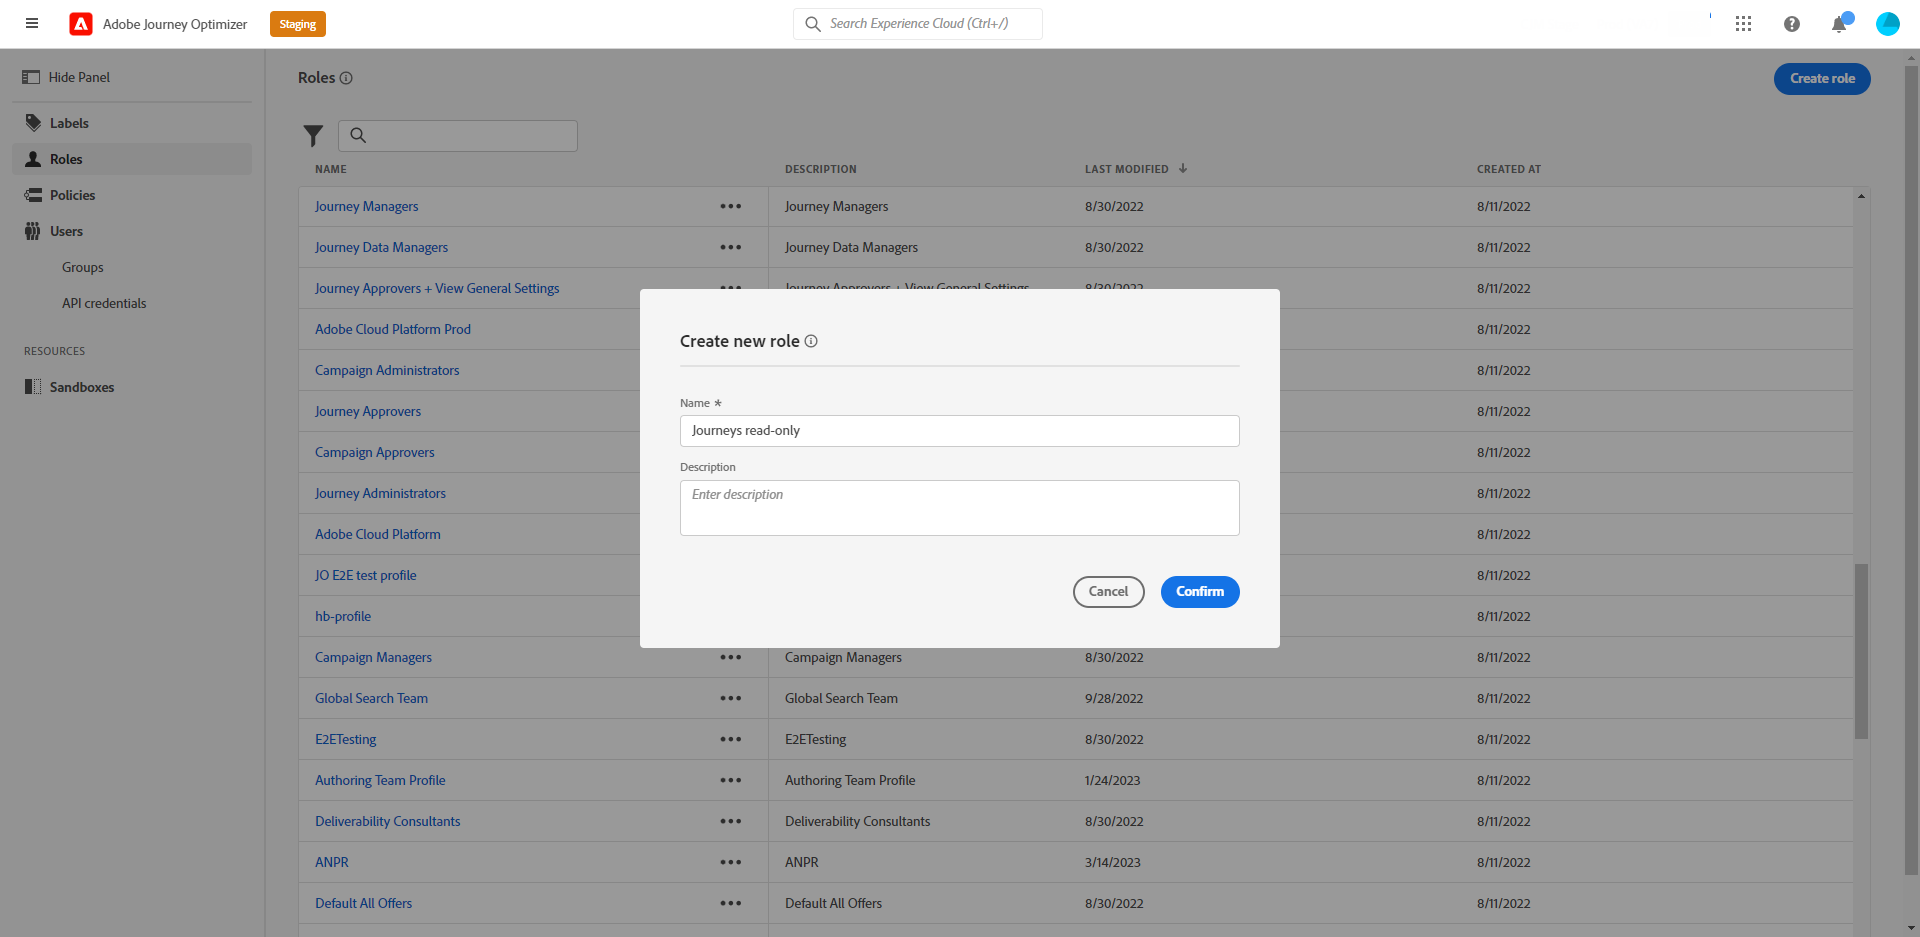 Adobe Journey Optimizer
Staging
Search Experience Cloud (Ctrl+/)
Hide Panel
Labels
Roles
Policies
Users
Groups
API credentials
RESOURCES
Sandboxes
Roles
Create role
NAME DESCRIPTION LAST MODIFIED CREATED AT
Journey Managers Journey Managers 8/30/2022 8/11/2022
Journey Data Managers Journey Data Managers 8/30/2022 8/11/2022
Journey Approvers + View General Settings Journey Approvers + View General Settings 8/30/2022 8/11/2022
Adobe Cloud Platform Prod 8/11/2022
Campaign Administrators 8/11/2022
Journey Approvers 8/11/2022
Campaign Approvers 8/11/2022
Journey Administrators 8/11/2022
Adobe Cloud Platform 8/11/2022
JO E2E test profile 8/11/2022
hb-profile 8/11/2022
Campaign Managers Campaign Managers 8/30/2022 8/11/2022
Global Search Team Global Search Team 9/28/2022 8/11/2022
E2ETesting E2ETesting 8/30/2022 8/11/2022
Authoring Team Profile Authoring Team Profile 1/24/2023 8/11/2022
Deliverability Consultants Deliverability Consultants 8/30/2022 8/11/2022
ANPR ANPR 3/14/2023 8/11/2022
Default All Offers Default All Offers 8/30/2022 8/11/2022
Create new role
Name *
Journeys read-only
Description
Enter description
Cancel
Confirm